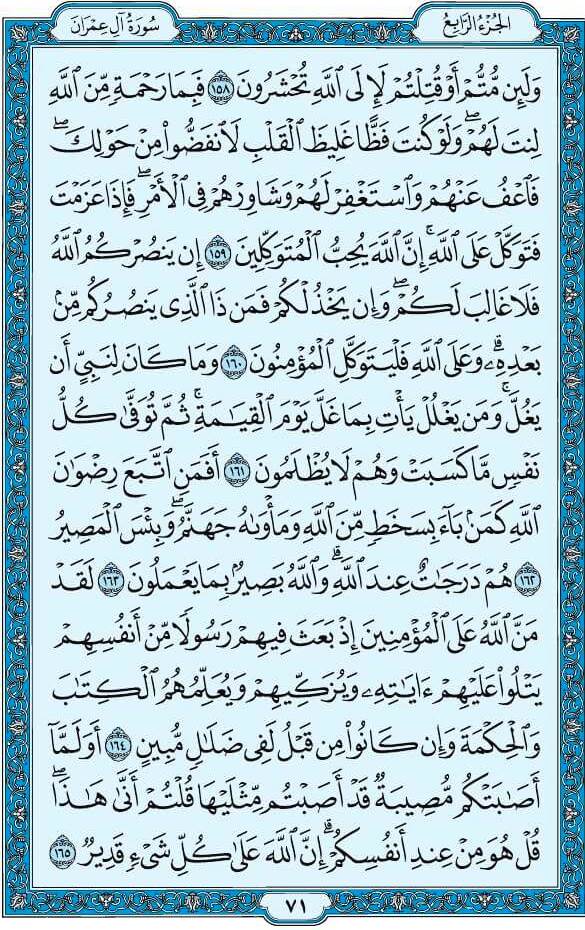 الجُزْءُ الرَّابِعُ
سُورَةُ آلِ عِمْرَانَ
وَلَئِن مُّتُّمْ أَوْ قُتِلْتُمْ لَإِلَى ٱللَّهِ تُحْشَرُونَ ١٥٨ فَبِمَا رَحْمَةٍ مِّنَ ٱللَّهِ
لِنتَ لَهُمْ ۖ وَلَوْ كُنتَ فَظًّا غَلِيظَ ٱلْقَلْبِ لَٱنفَضُّوا۟ مِنْ حَوْلِكَ ۖ
فَٱعْفُ عَنْهُمْ وَٱسْتَغْفِرْ لَهُمْ وَشَاوِرْهُمْ فِى ٱلْأَمْرِ ۖ فَإِذَا عَزَمْتَ
فَتَوَكَّلْ عَلَى ٱللَّهِ ۚ إِنَّ ٱللَّهَ يُحِبُّ ٱلْمُتَوَكِّلِينَ ١٥٩ إِن يَنصُرْكُمُ ٱللَّهُ
فَلَا غَالِبَ لَكُمْ ۖ وَإِن يَخْذُلْكُمْ فَمَن ذَا ٱلَّذِى يَنصُرُكُم مِّنۢ
بَعْدِهِۦ ۗ وَعَلَى ٱللَّهِ فَلْيَتَوَكَّلِ ٱلْمُؤْمِنُونَ ١٦٠ وَمَا كَانَ لِنَبِىٍّ أَن
يَغُلَّ ۚ وَمَن يَغْلُلْ يَأْتِ بِمَا غَلَّ يَوْمَ ٱلْقِيَـٰمَةِ ۚ ثُمَّ تُوَفَّىٰ كُلُّ
نَفْسٍ مَّا كَسَبَتْ وَهُمْ لَا يُظْلَمُونَ ١٦١ أَفَمَنِ ٱتَّبَعَ رِضْوَٰنَ
ٱللَّهِ كَمَنۢ بَآءَ بِسَخَطٍ مِّنَ ٱللَّهِ وَمَأْوَىٰهُ جَهَنَّمُ ۚ وَبِئْسَ ٱلْمَصِيرُ
١٦٢ هُمْ دَرَجَـٰتٌ عِندَ ٱللَّهِ ۗ وَٱللَّهُ بَصِيرٌۢ بِمَا يَعْمَلُونَ ١٦٣ لَقَدْ
مَنَّ ٱللَّهُ عَلَى ٱلْمُؤْمِنِينَ إِذْ بَعَثَ فِيهِمْ رَسُولًا مِّنْ أَنفُسِهِمْ
يَتْلُوا۟ عَلَيْهِمْ ءَايَـٰتِهِۦ وَيُزَكِّيهِمْ وَيُعَلِّمُهُمُ ٱلْكِتَـٰبَ
وَٱلْحِكْمَةَ وَإِن كَانُوا۟ مِن قَبْلُ لَفِى ضَلَـٰلٍ مُّبِينٍ ١٦٤ أَوَلَمَّآ
أَصَـٰبَتْكُم مُّصِيبَةٌ قَدْ أَصَبْتُم مِّثْلَيْهَا قُلْتُمْ أَنَّىٰ هَـٰذَا ۖ
قُلْ هُوَ مِنْ عِندِ أَنفُسِكُمْ ۗ إِنَّ ٱللَّهَ عَلَىٰ كُلِّ شَىْءٍ قَدِيرٌ ١٦٥
٧١